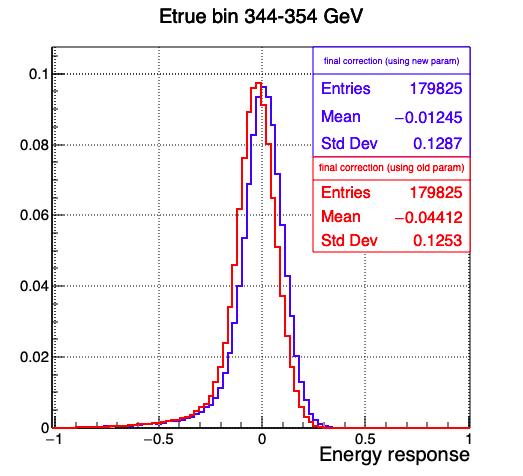 Etrue bin 344-354 GeV
final correction (using new param)
Entries 179825
Mean −0.01245
Std Dev 0.1287
final correction (using old param)
Entries 179825
Mean −0.04412
Std Dev 0.1253
0.1
0.08
0.06
0.04
0.02
0
−1 −0.5 0 0.5 1
Energy response